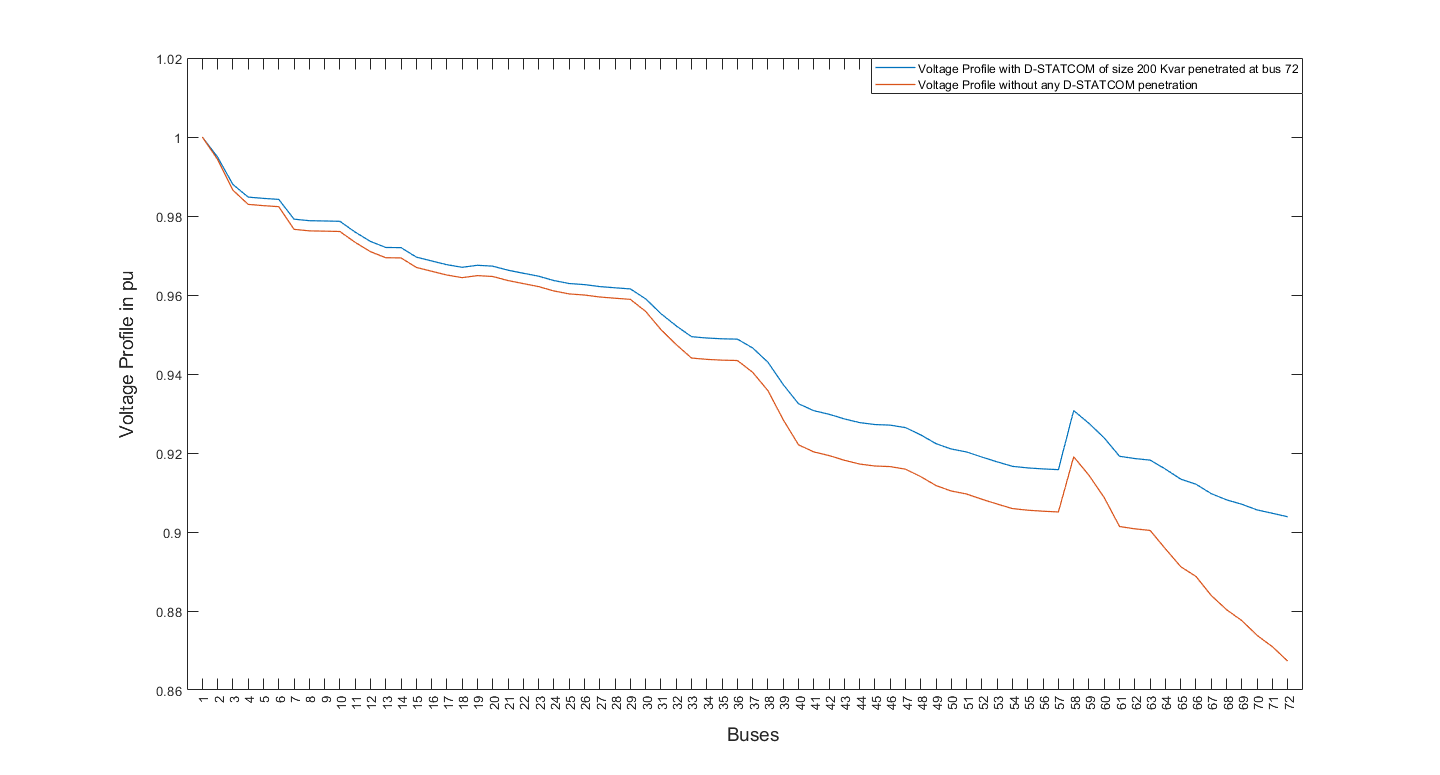 1.02
1
0.98
0.96
0.94
0.92
0.9
0.88
0.86
Voltage Profile in pu
Voltage Profile with D-STATCOM of size 200 Kvar penetrated at bus 72
Voltage Profile without any D-STATCOM penetration
1 2 3 4 5 6 7 8 9 10 11 12 13 14 15 16 17 18 19 20 21 22 23 24 25 26 27 28 29 30 31 32 33 34 35 36 37 38 39 40 41 42 43 44 45 46 47 48 49 50 51 52 53 54 55 56 57 58 59 60 61 62 63 64 65 66 67 68 69 70 71 72
Buses